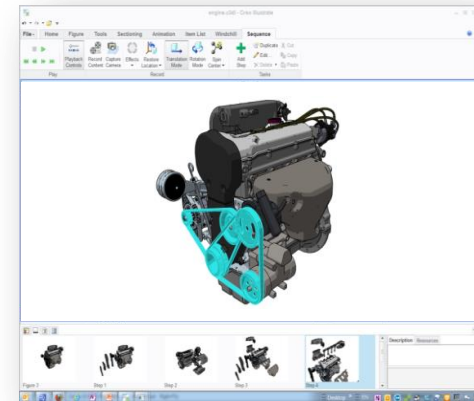 engine.c3di - Creo Illustrate
File Home Figure Tools Sectioning Animation Item List Windchill Sequence
Playback Controls Record Content Capture Camera Effects Restore Location Translation Mode Rotation Mode Spin Center Add Step Duplicate Cut
Edit... Copy
Delete Paste
Play Record Tasks
Description Resources
Figure 2 Step 1 Step 2 Step 3 Step 4
Desktop